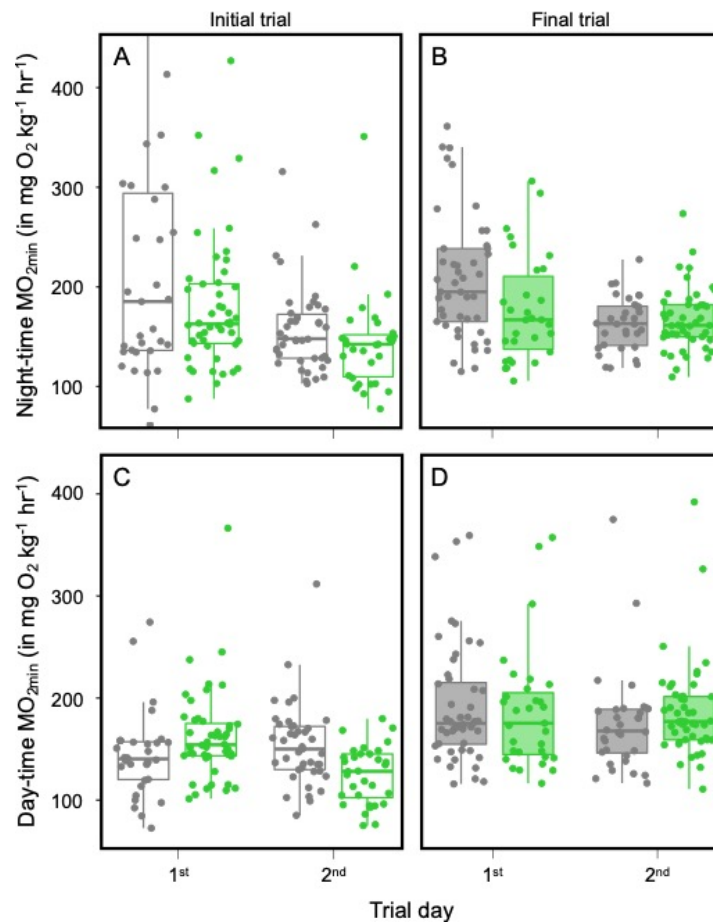 Initial trial
Final trial
A
B
Night-time MO2min (in mg O2 kg-1 hr-1)
400
300
200
100
C
D
Day-time MO2min (in mg O2 kg-1 hr-1)
400
300
200
100
1st
2nd
1st
2nd
Trial day